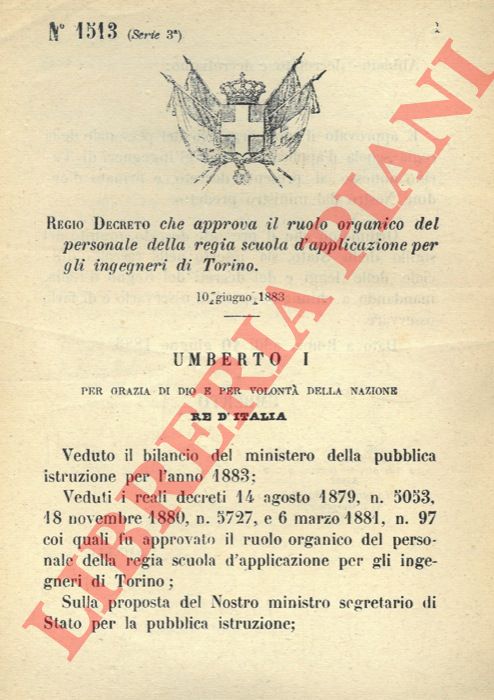 N° 1513 (Serie 3ª)
REGIO DECRETO che approva il ruolo organico del
personale della regia scuola d'applicazione per
gli ingegneri di Torino.
10 giugno 1883
UMBERTO I
PER GRAZIA DI DIO E PER VOLONTÀ DELLA NAZIONE
RE D'ITALIA
Veduto il bilancio del ministero della pubblica
istruzione per l'anno 1883;
Veduti i reali decreti 14 agosto 1879, n. 5053,
18 novembre 1880, n. 5727, e 6 marzo 1881, n. 97
coi quali fu approvato il ruolo organico del perso-
nale della regia scuola d'applicazione per gli inge-
gneri di Torino;
Sulla proposta del Nostro ministro segretario di
Stato per la pubblica istruzione;
LIBRERIA PIANI